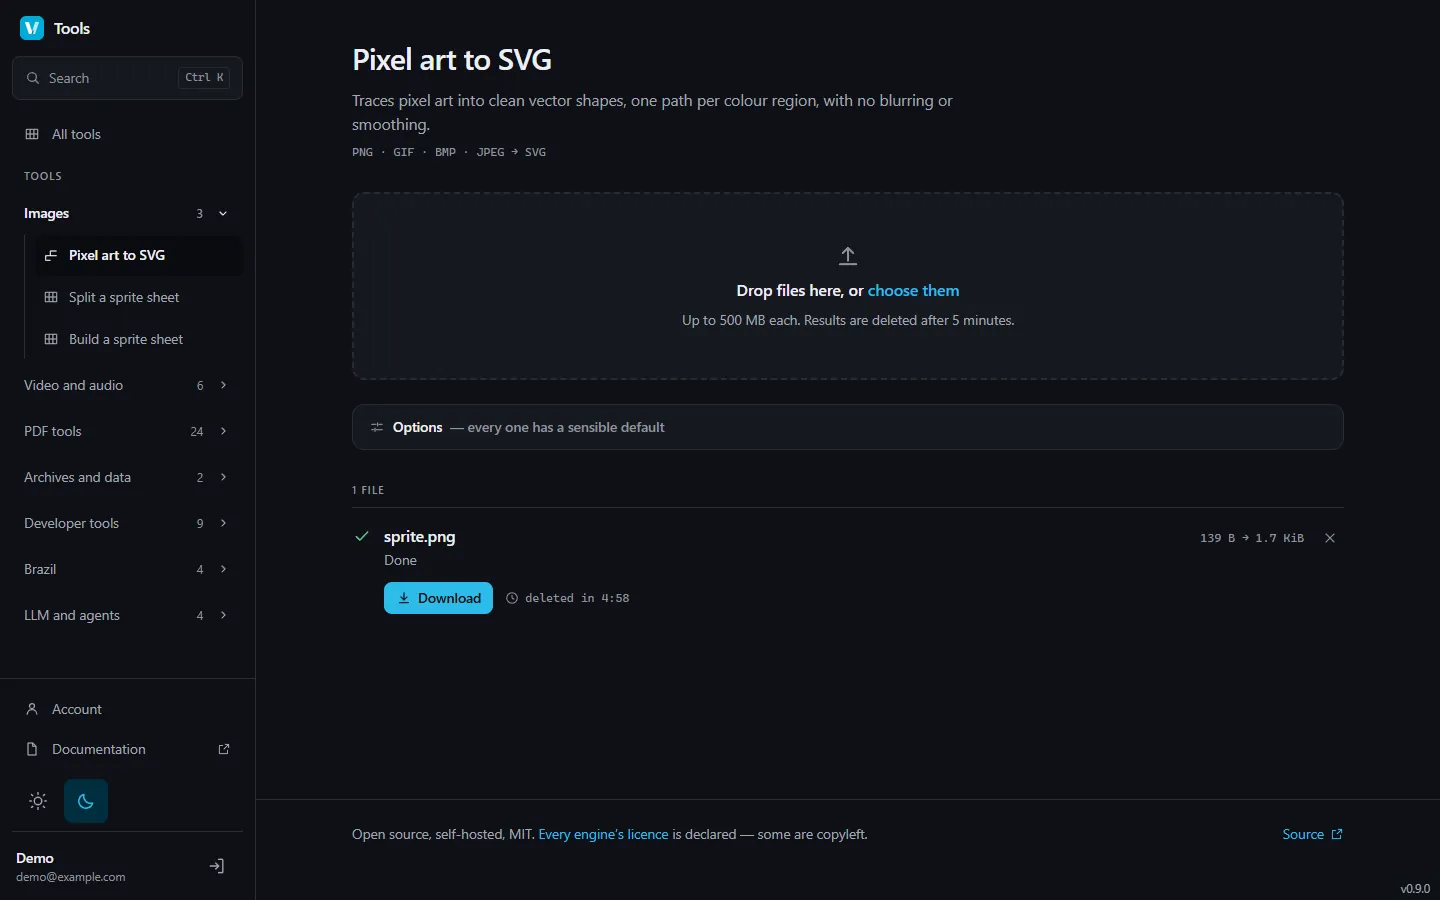 Tools
Search
Ctrl K
All tools
TOOLS
Images 3
Pixel art to SVG
Split a sprite sheet
Build a sprite sheet
Video and audio 6
PDF tools 24
Archives and data 2
Developer tools 9
Brazil 4
LLM and agents 4
Account
Documentation
Demo
demo@example.com
Pixel art to SVG
Traces pixel art into clean vector shapes, one path per colour region, with no blurring or
smoothing.
PNG · GIF · BMP · JPEG → SVG
Drop files here, or choose them
Up to 500 MB each. Results are deleted after 5 minutes.
Options — every one has a sensible default
1 FILE
sprite.png
139 B → 1.7 KiB
Done
Download
deleted in 4:58
Open source, self-hosted, MIT. Every engine's licence is declared — some are copyleft.
Source
v0.9.0